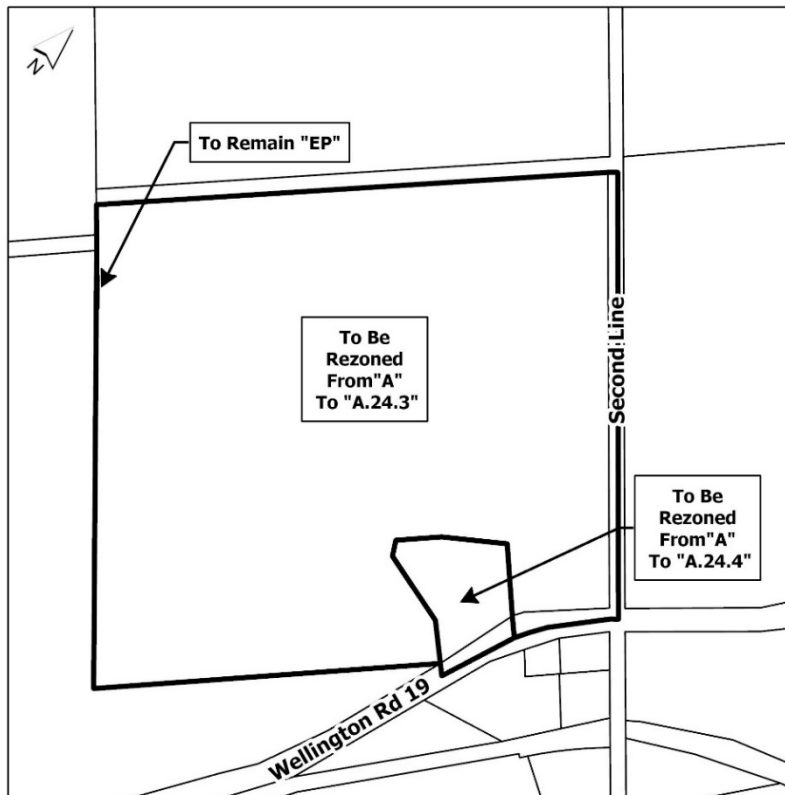 N
To Remain "EP"
To Be
Rezoned
From"A"
To "A.24.3"
Second Line
To Be
Rezoned
From"A"
To "A.24.4"
Wellington Rd 19